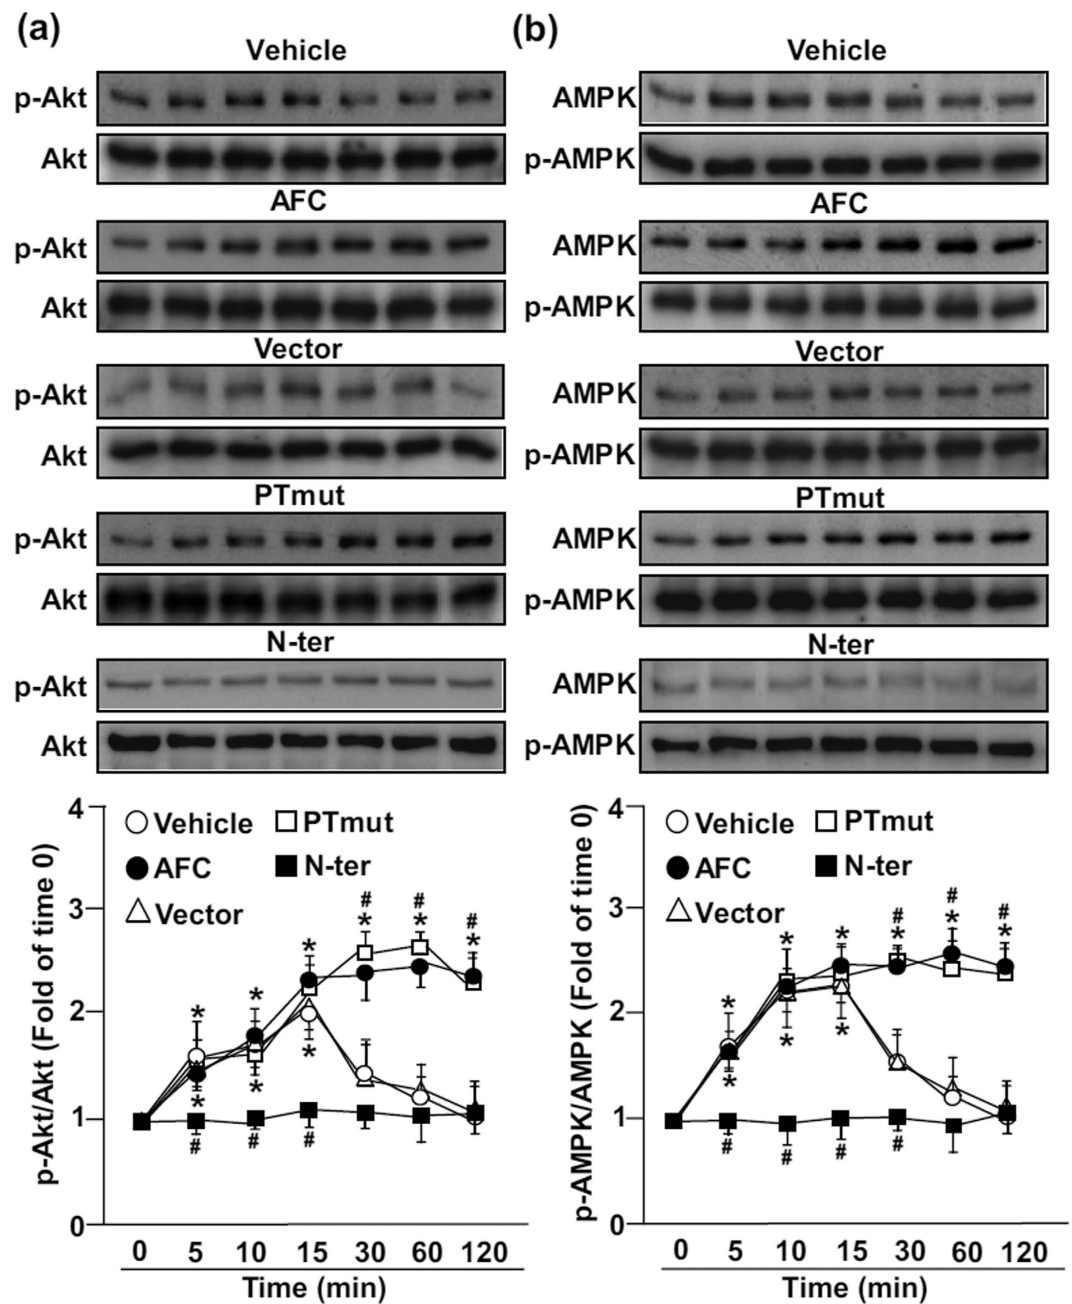 (a)
Vehicle
p-Akt
Akt
AFC
p-Akt
Akt
Vector
p-Akt
Akt
PTmut
p-Akt
Akt
N-ter
p-Akt
Akt
p-Akt/Akt (Fold of time 0)
4
3
2
1
0
Vehicle PTmut
AFC N-ter
Vector
* * * # * # * # *
* * *
# # #
0 5 10 15 30 60 120
Time (min)
(b)
Vehicle
AMPK
p-AMPK
AFC
AMPK
p-AMPK
Vector
AMPK
p-AMPK
PTmut
AMPK
p-AMPK
N-ter
AMPK
p-AMPK
p-AMPK/AMPK (Fold of time 0)
4
3
2
1
0
Vehicle PTmut
AFC N-ter
Vector
* * * # * # * # *
* * *
# # # #
0 5 10 15 30 60 120
Time (min)